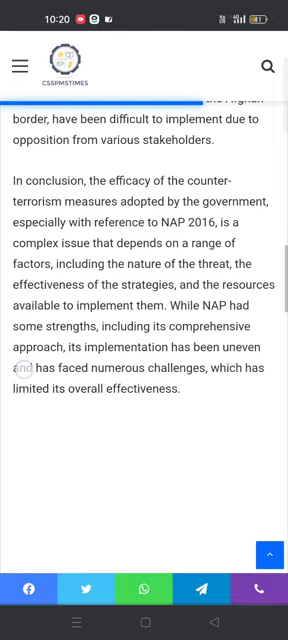 10:20
41
CSSPMSTIMES
the Afghan
border, have been difficult to implement due to
opposition from various stakeholders.
In conclusion, the efficacy of the counter-
terrorism measures adopted by the government,
especially with reference to NAP 2016, is a
complex issue that depends on a range of
factors, including the nature of the threat, the
effectiveness of the strategies, and the resources
available to implement them. While NAP had
some strengths, including its comprehensive
approach, its implementation has been uneven
and has faced numerous challenges, which has
limited its overall effectiveness.